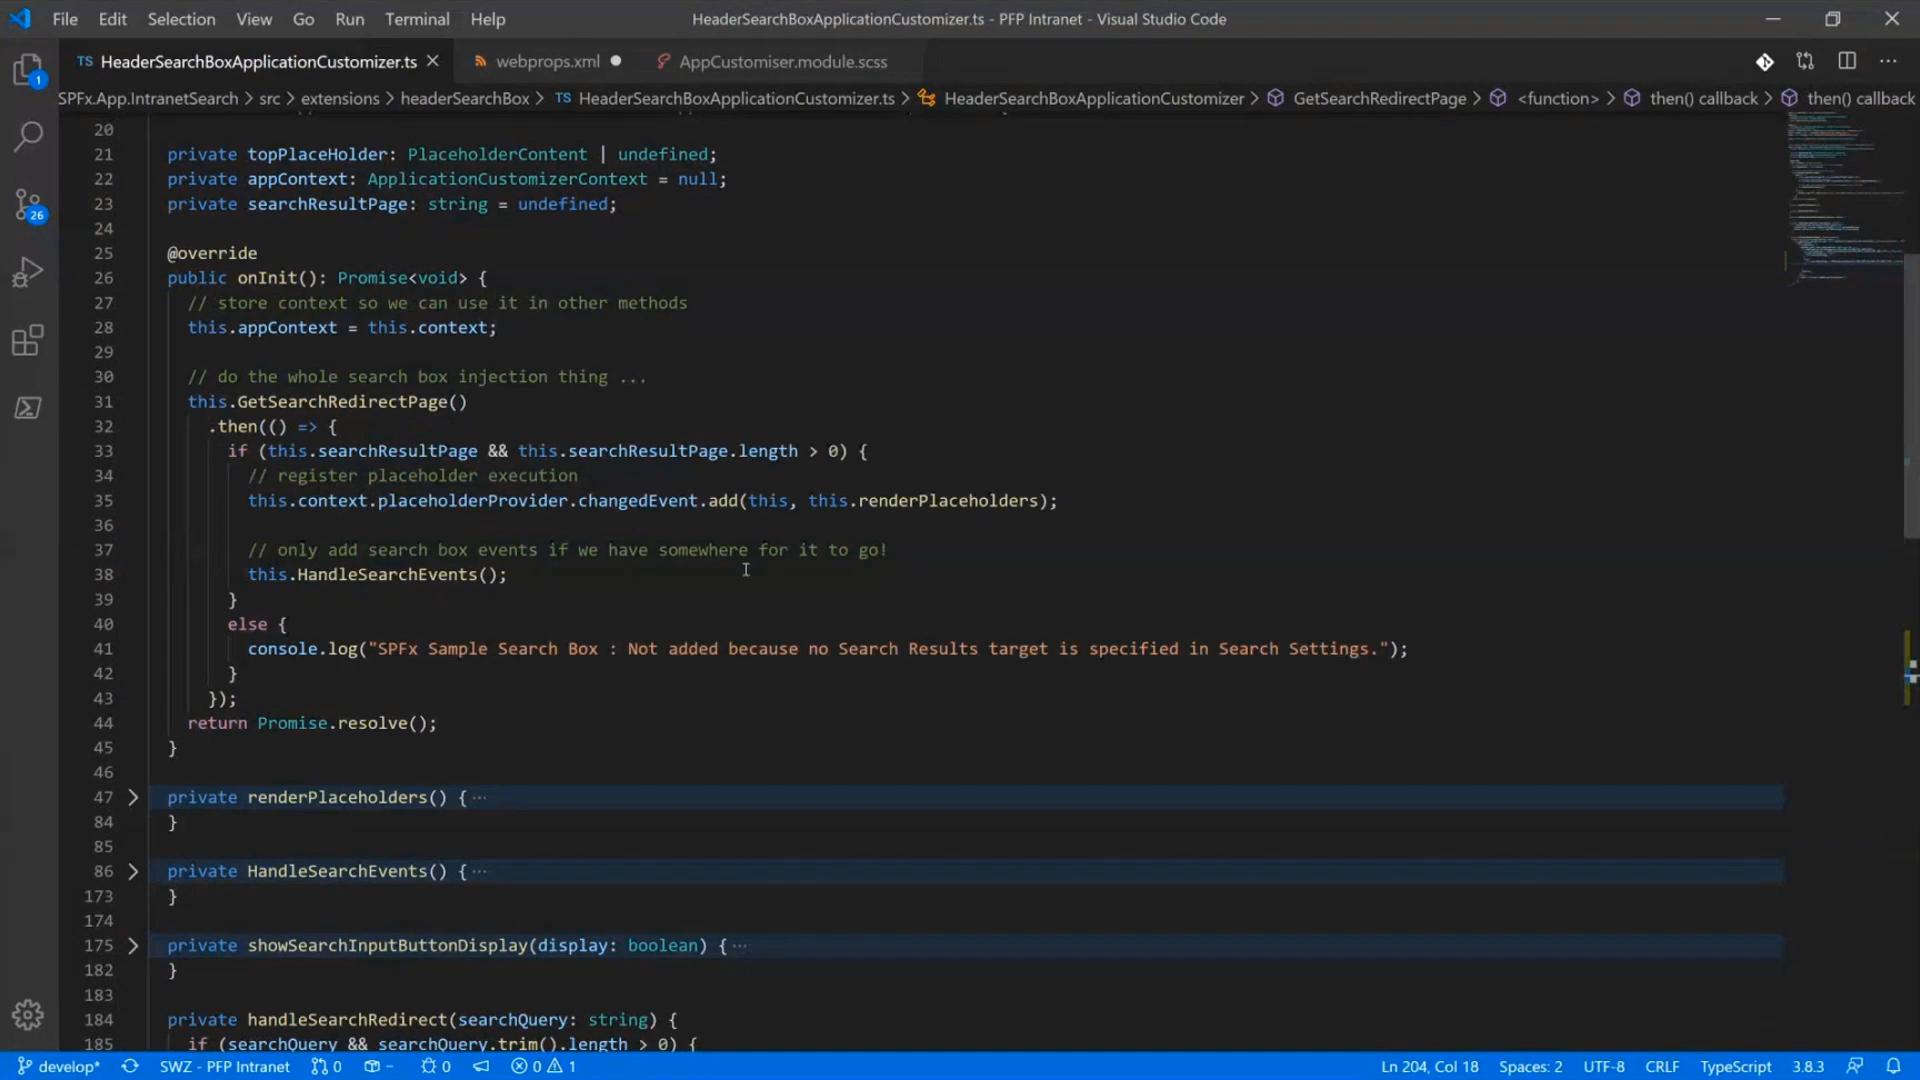 File Edit Selection View Go Run Terminal Help HeaderSearchBoxApplicationCustomizer.ts - PFP Intranet - Visual Studio Code
TS HeaderSearchBoxApplicationCustomizer.ts webprops.xml AppCustomiser.module.scss
SPFx.App.IntranetSearch > src > extensions > headerSearchBox > TS HeaderSearchBoxApplicationCustomizer.ts > HeaderSearchBoxApplicationCustomizer > GetSearchRedirectPage > <function> > then() callback > then() callback
20
21 private topPlaceHolder: PlaceholderContent | undefined;
22 private appContext: ApplicationCustomizerContext = null;
23 private searchResultPage: string = undefined;
24
25 @override
26 public onInit(): Promise<void> {
27 // store context so we can use it in other methods
28 this.appContext = this.context;
29
30 // do the whole search box injection thing ...
31 this.GetSearchRedirectPage()
32 .then(() => {
33 if (this.searchResultPage && this.searchResultPage.length > 0) {
34 // register placeholder execution
35 this.context.placeholderProvider.changedEvent.add(this, this.renderPlaceholders);
36
37 // only add search box events if we have somewhere for it to go!
38 this.HandleSearchEvents();
39 }
40 else {
41 console.log("SPFx Sample Search Box : Not added because no Search Results target is specified in Search Settings.");
42 }
43 });
44 return Promise.resolve();
45 }
46
47 private renderPlaceholders() { ...
84 }
85
86 private HandleSearchEvents() { ...
173 }
174
175 private showSearchInputButtonDisplay(display: boolean) { ...
182 }
183
184 private handleSearchRedirect(searchQuery: string) {
185 if (searchQuery && searchQuery.trim().length > 0) {
1
26
develop* SWZ - PFP Intranet 0 - 0 0 1 Ln 204, Col 18 Spaces: 2 UTF-8 CRLF TypeScript 3.8.3